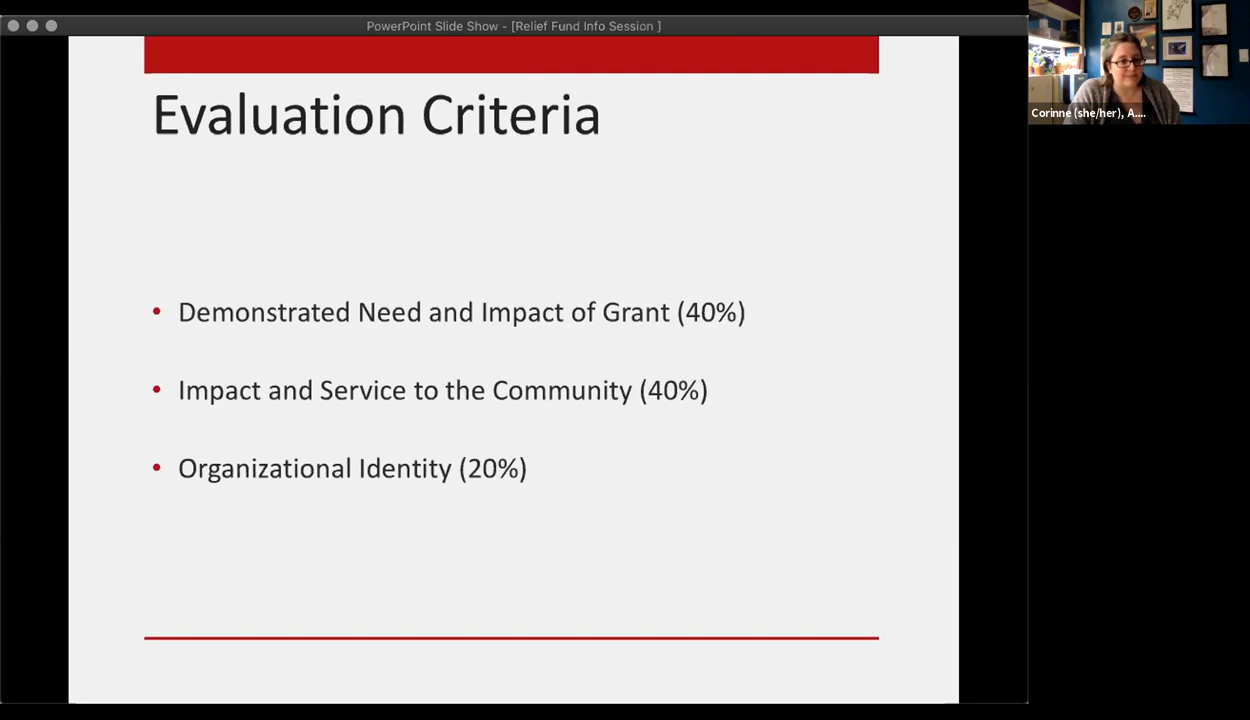 PowerPoint Slide Show - [Relief Fund Info Session ]
Evaluation Criteria
• Demonstrated Need and Impact of Grant (40%)
• Impact and Service to the Community (40%)
• Organizational Identity (20%)
Corinne (she/her), A....